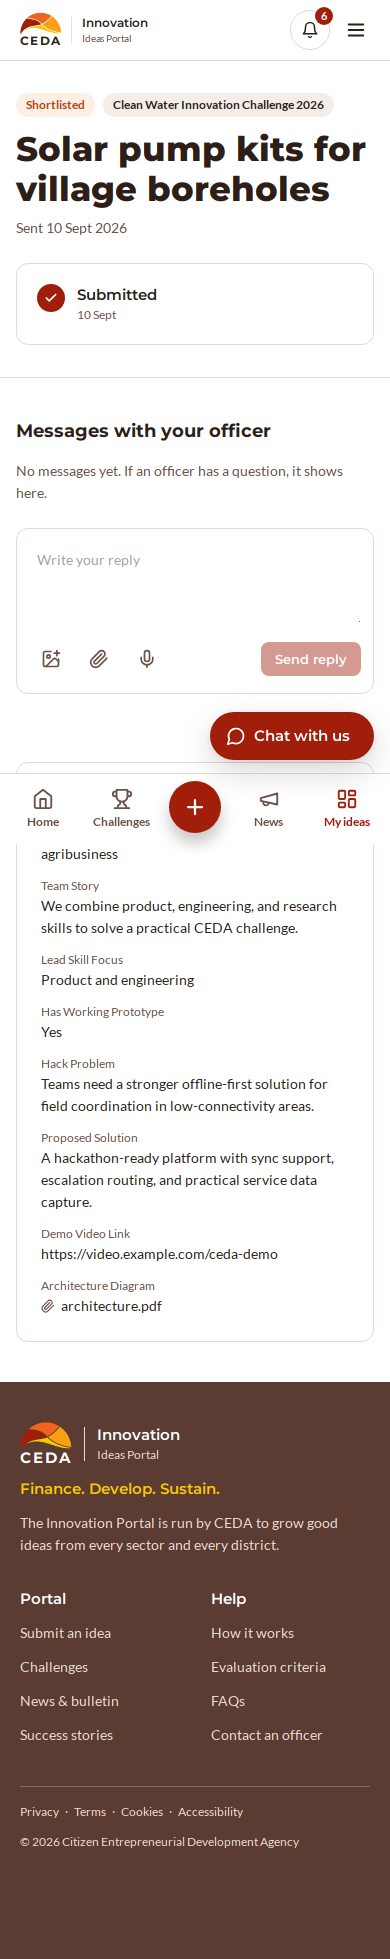 CEDA
Innovation
Ideas Portal
6
Shortlisted
Clean Water Innovation Challenge 2026
Solar pump kits for
village boreholes
Sent 10 Sept 2026
Submitted
10 Sept
Messages with your officer
No messages yet. If an officer has a question, it shows
here.
Write your reply
Send reply
Chat with us
Home
Challenges
News
My ideas
agribusiness
Team Story
We combine product, engineering, and research
skills to solve a practical CEDA challenge.
Lead Skill Focus
Product and engineering
Has Working Prototype
Yes
Hack Problem
Teams need a stronger offline-first solution for
field coordination in low-connectivity areas.
Proposed Solution
A hackathon-ready platform with sync support,
escalation routing, and practical service data
capture.
Demo Video Link
https://video.example.com/ceda-demo
Architecture Diagram
architecture.pdf
CEDA
Innovation
Ideas Portal
Finance. Develop. Sustain.
The Innovation Portal is run by CEDA to grow good
ideas from every sector and every district.
Portal
Submit an idea
Challenges
News & bulletin
Success stories
Help
How it works
Evaluation criteria
FAQs
Contact an officer
Privacy · Terms · Cookies · Accessibility
© 2026 Citizen Entrepreneurial Development Agency